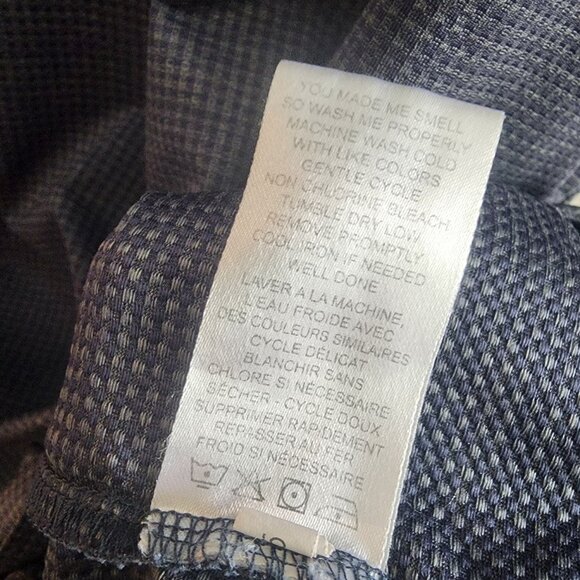 YOU MADE ME SMELL
SO WASH ME PROPERLY
MACHINE WASH COLD
WITH LIKE COLORS
GENTLE CYCLE
NON CHLORINE BLEACH
TUMBLE DRY LOW
REMOVE PROMPTLY
COOL IRON IF NEEDED
WELL DONE
LAVER A LA MACHINE,
L'EAU FROIDE AVEC
DES COULEURS SIMILAIRES
CYCLE DÉLICAT
BLANCHIR SANS
CHLORE SI NÉCESSAIRE
SÉCHER - CYCLE DOUX
SUPPRIMER RAPIDEMENT
REPASSER AU FER
FROID SI NÉCESSAIRE